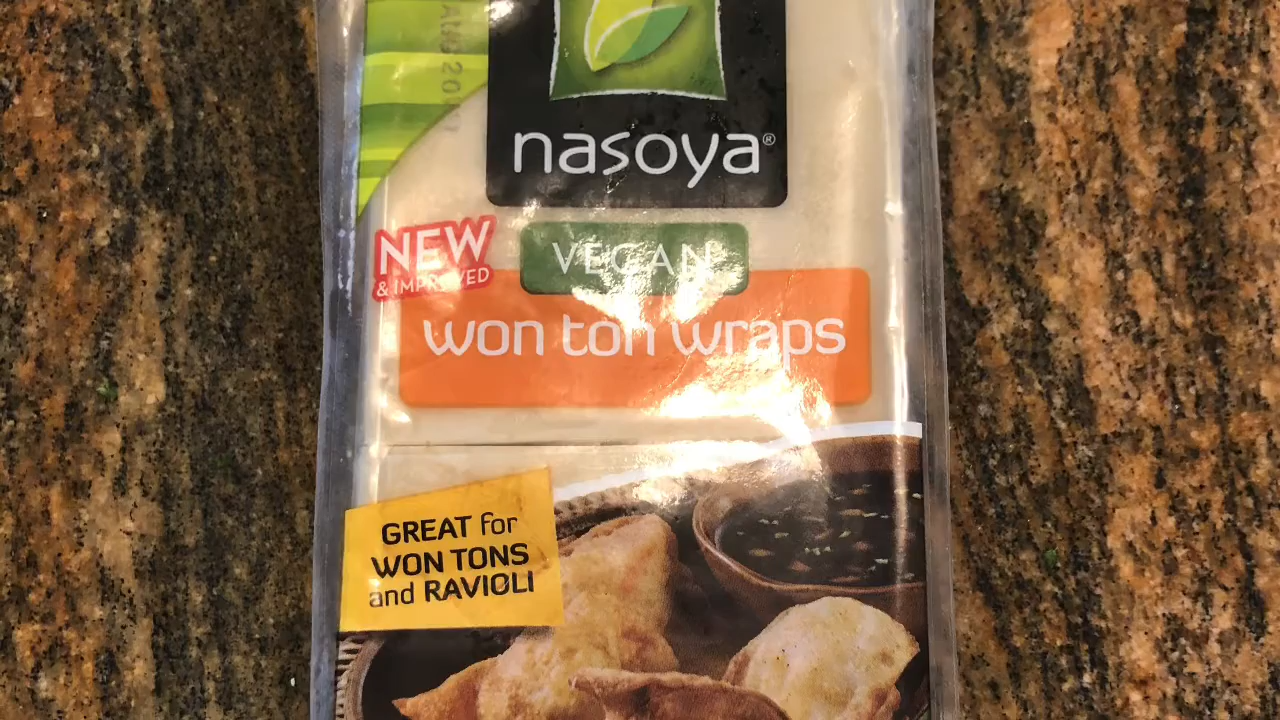 nasoya®
NEW
& IMPROVED
VEGAN
won ton wraps
GREAT for
WON TONS
and RAVIOLI